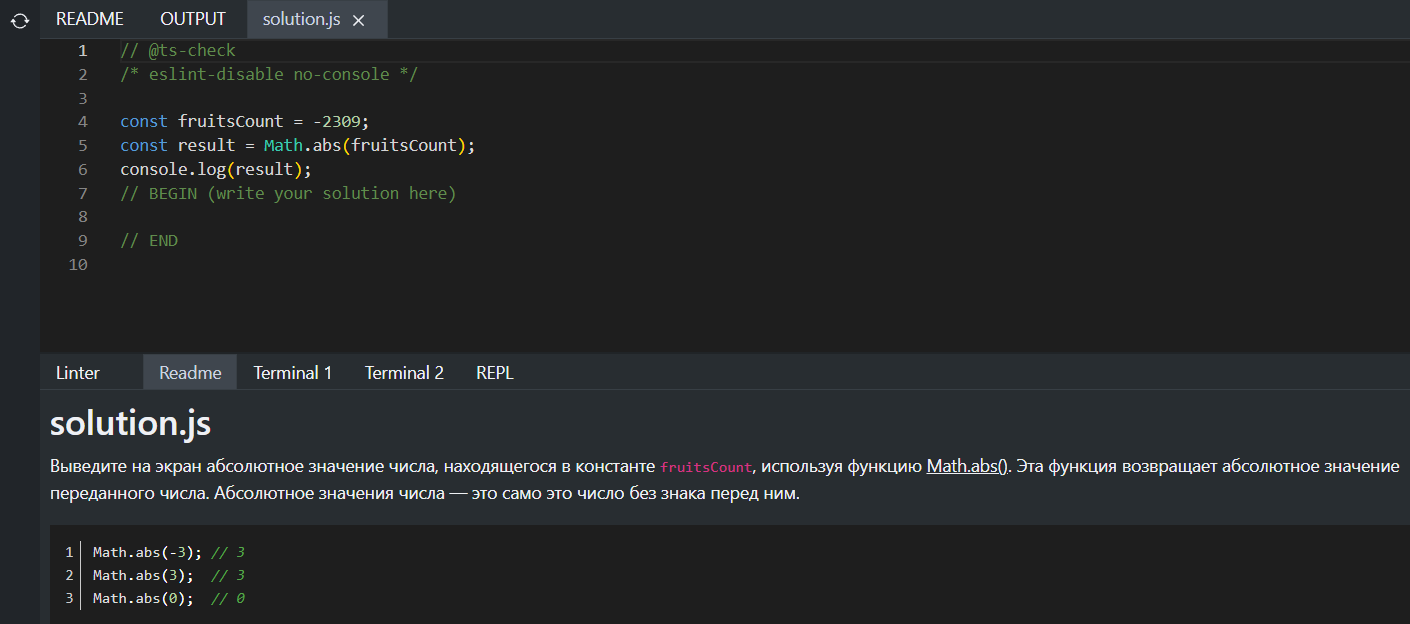 README OUTPUT solution.js ×
1 // @ts-check
2 /* eslint-disable no-console */
3
4 const fruitsCount = -2309;
5 const result = Math.abs(fruitsCount);
6 console.log(result);
7 // BEGIN (write your solution here)
8
9 // END
10
Linter Readme Terminal 1 Terminal 2 REPL
solution.js
Выведите на экран абсолютное значение числа, находящегося в константе fruitsCount, используя функцию Math.abs(). Эта функция возвращает абсолютное значение
переданного числа. Абсолютное значения числа — это само это число без знака перед ним.
1 Math.abs(-3); // 3
2 Math.abs(3); // 3
3 Math.abs(0); // 0